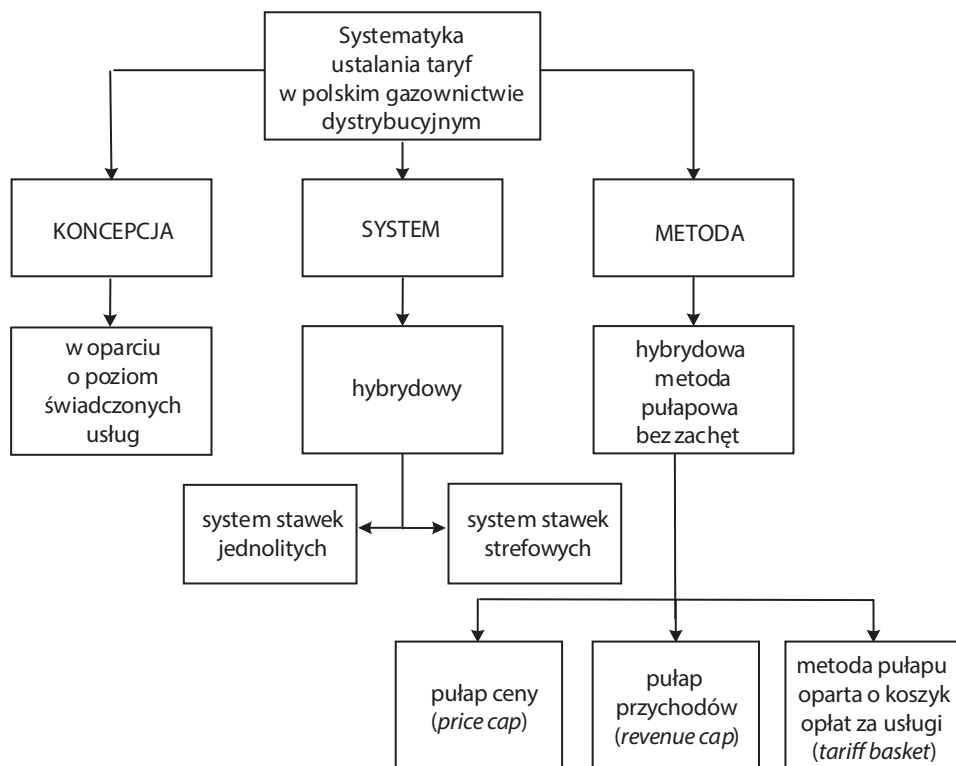 Systematyka
ustalania taryf
w polskim gazownictwie
dystrybucyjnym
KONCEPCJA
SYSTEM
METODA
w oparciu
o poziom
świadczonych
usług
hybrydowy
hybrydowa
metoda
pułapowa
bez zachęt
system stawek
jednolitych
system stawek
strefowych
pułap ceny
(price cap)
pułap
przychodów
(revenue cap)
metoda pułapu
oparta o koszyk
opłat za usługi
(tariff basket)